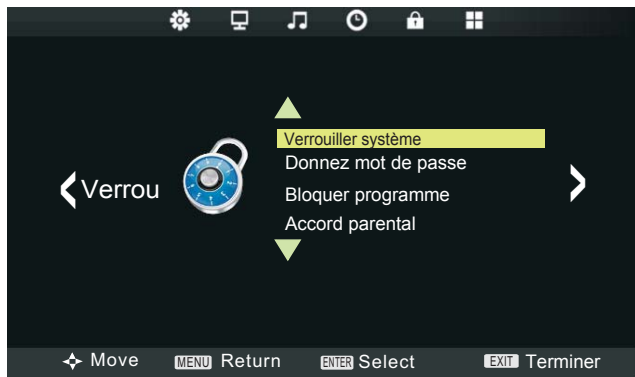 Verrouiller système
Donnez mot de passe
Verrou
Bloquer programme
Accord parental
Move MENU Return ENTER Select EXIT Terminer